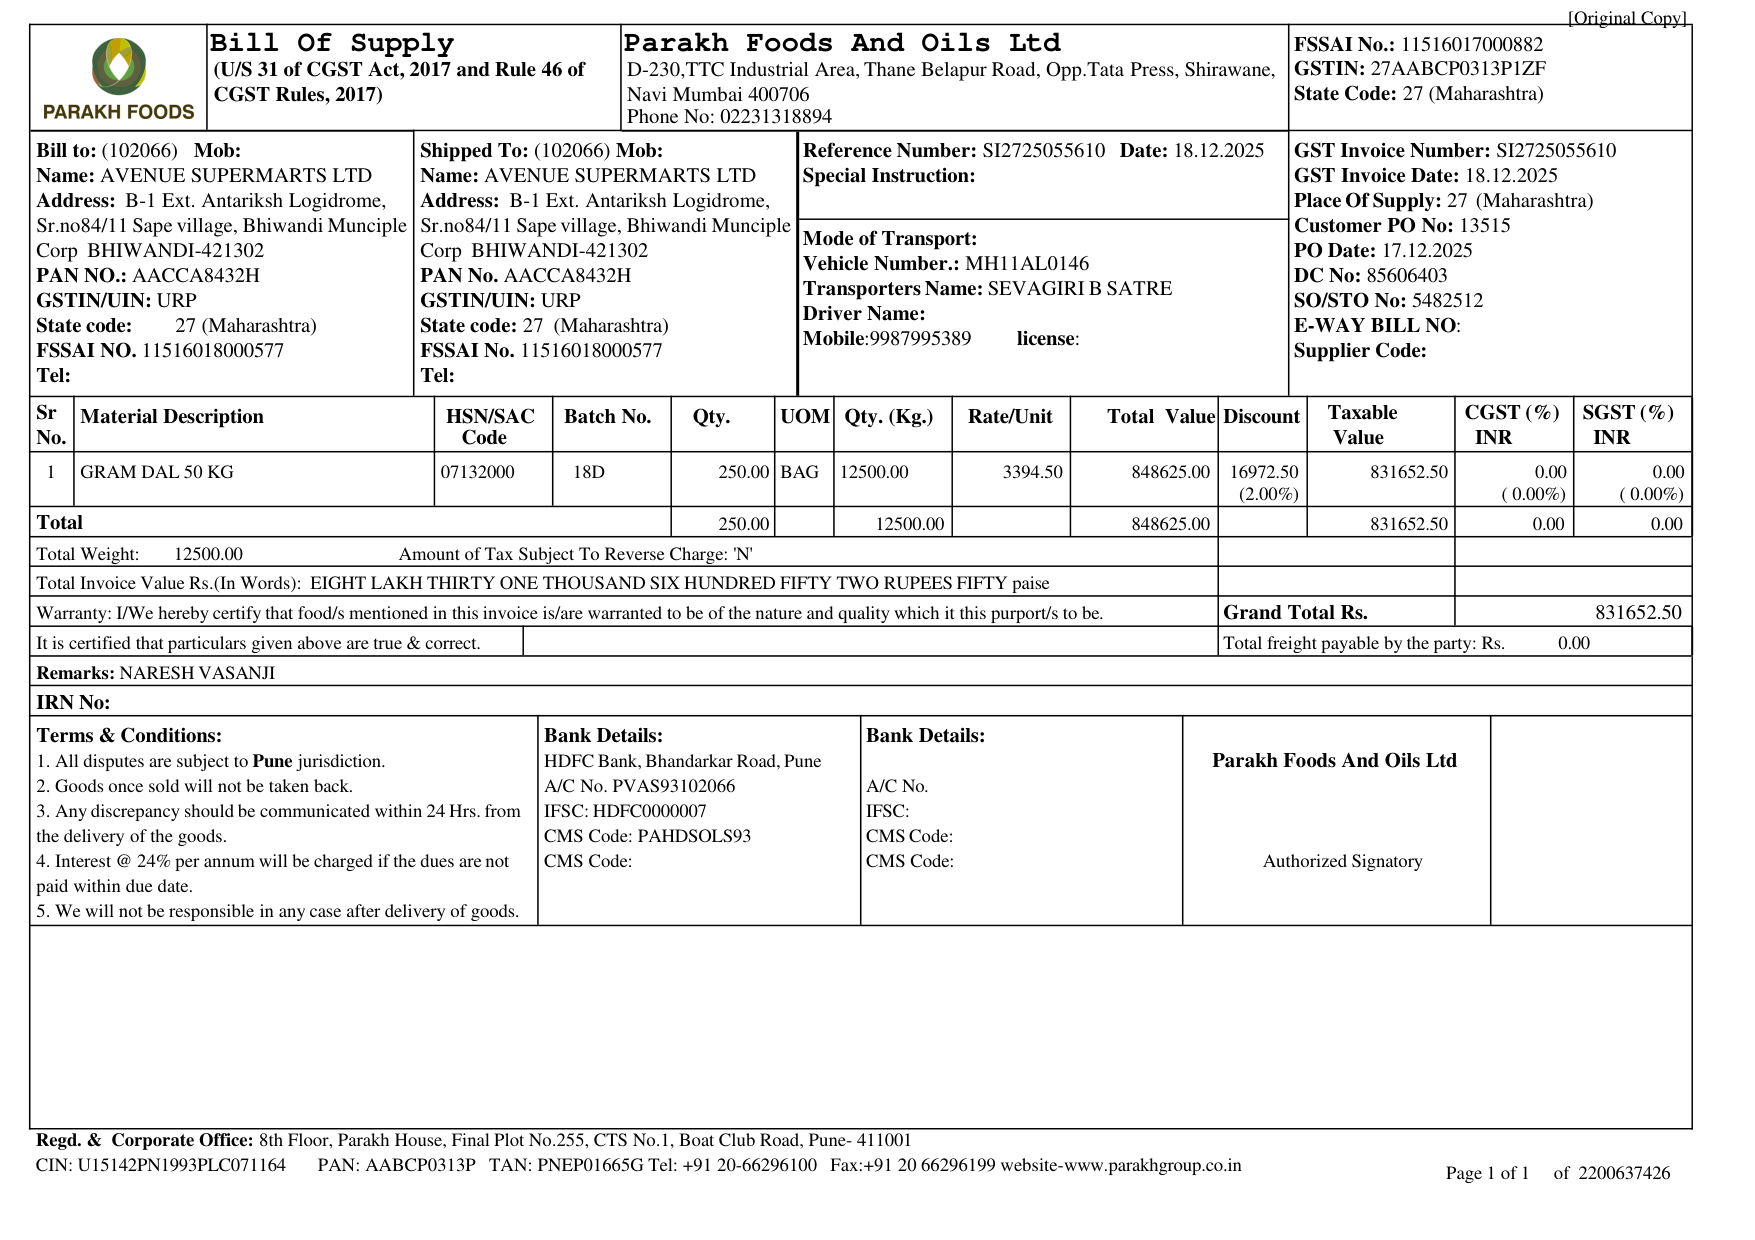 [Original Copy]
PARAKH FOODS
Bill Of Supply
(U/S 31 of CGST Act, 2017 and Rule 46 of
CGST Rules, 2017)
Parakh Foods And Oils Ltd
D-230,TTC Industrial Area, Thane Belapur Road, Opp.Tata Press, Shirawane,
Navi Mumbai 400706
Phone No: 02231318894
FSSAI No.: 11516017000882
GSTIN: 27AABCP0313P1ZF
State Code: 27 (Maharashtra)
Bill to: (102066) Mob:
Name: AVENUE SUPERMARTS LTD
Address: B-1 Ext. Antariksh Logidrome,
Sr.no84/11 Sape village, Bhiwandi Munciple
Corp BHIWANDI-421302
PAN NO.: AACCA8432H
GSTIN/UIN: URP
State code: 27 (Maharashtra)
FSSAI NO. 11516018000577
Tel:
Shipped To: (102066) Mob:
Name: AVENUE SUPERMARTS LTD
Address: B-1 Ext. Antariksh Logidrome,
Sr.no84/11 Sape village, Bhiwandi Munciple
Corp BHIWANDI-421302
PAN No. AACCA8432H
GSTIN/UIN: URP
State code: 27 (Maharashtra)
FSSAI No. 11516018000577
Tel:
Reference Number: SI2725055610 Date: 18.12.2025
Special Instruction:
Mode of Transport:
Vehicle Number.: MH11AL0146
Transporters Name: SEVAGIRI B SATRE
Driver Name:
Mobile:9987995389 license:
GST Invoice Number: SI2725055610
GST Invoice Date: 18.12.2025
Place Of Supply: 27 (Maharashtra)
Customer PO No: 13515
PO Date: 17.12.2025
DC No: 85606403
SO/STO No: 5482512
E-WAY BILL NO:
Supplier Code:
Sr No. Material Description HSN/SAC Code Batch No. Qty. UOM Qty. (Kg.) Rate/Unit Total Value Discount Taxable Value CGST (%) INR SGST (%) INR
1 GRAM DAL 50 KG 07132000 18D 250.00 BAG 12500.00 3394.50 848625.00 16972.50 831652.50 0.00 0.00
(2.00%) ( 0.00%) ( 0.00%)
Total 250.00 12500.00 848625.00 831652.50 0.00 0.00
Total Weight: 12500.00 Amount of Tax Subject To Reverse Charge: 'N'
Total Invoice Value Rs.(In Words): EIGHT LAKH THIRTY ONE THOUSAND SIX HUNDRED FIFTY TWO RUPEES FIFTY paise
Warranty: I/We hereby certify that food/s mentioned in this invoice is/are warranted to be of the nature and quality which it this purport/s to be. Grand Total Rs. 831652.50
It is certified that particulars given above are true & correct. Total freight payable by the party: Rs. 0.00
Remarks: NARESH VASANJI
IRN No:
Terms & Conditions:
1. All disputes are subject to Pune jurisdiction.
2. Goods once sold will not be taken back.
3. Any discrepancy should be communicated within 24 Hrs. from
the delivery of the goods.
4. Interest @ 24% per annum will be charged if the dues are not
paid within due date.
5. We will not be responsible in any case after delivery of goods.
Bank Details:
HDFC Bank, Bhandarkar Road, Pune
A/C No. PVAS93102066
IFSC: HDFC0000007
CMS Code: PAHDSOLS93
CMS Code:
Bank Details:
A/C No.
IFSC:
CMS Code:
CMS Code:
Parakh Foods And Oils Ltd
Authorized Signatory
Regd. & Corporate Office: 8th Floor, Parakh House, Final Plot No.255, CTS No.1, Boat Club Road, Pune- 411001
CIN: U15142PN1993PLC071164 PAN: AABCP0313P TAN: PNEP01665G Tel: +91 20-66296100 Fax:+91 20 66296199 website-www.parakhgroup.co.in
Page 1 of 1 of 2200637426